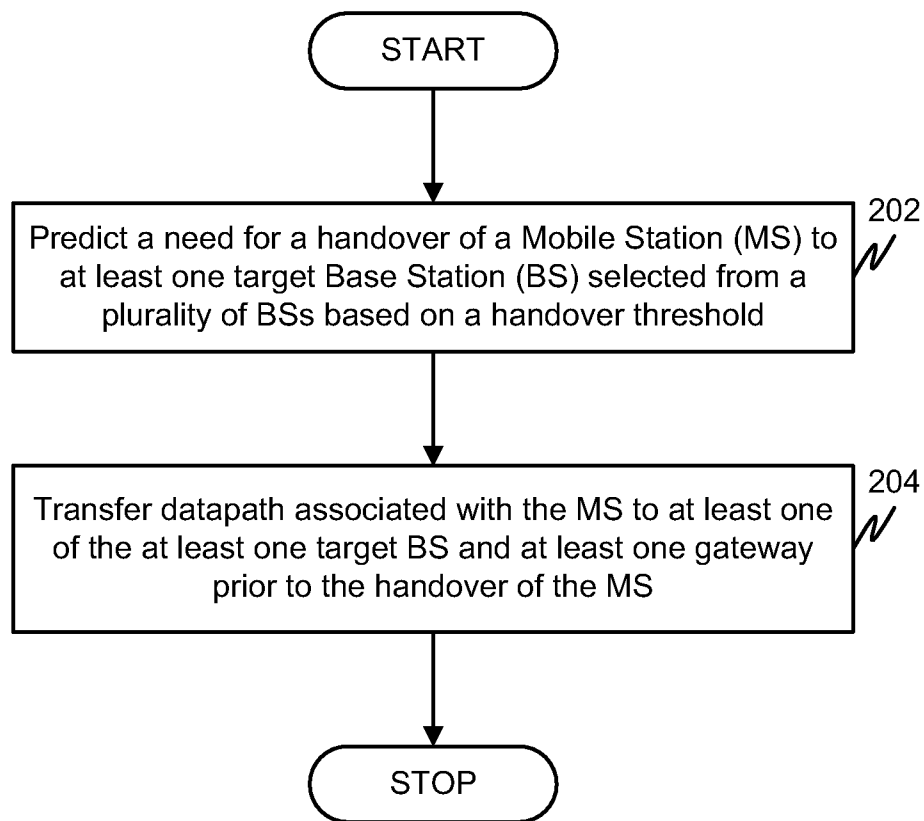 START
202
Predict a need for a handover of a Mobile Station (MS) to
at least one target Base Station (BS) selected from a
plurality of BSs based on a handover threshold
204
Transfer datapath associated with the MS to at least one
of the at least one target BS and at least one gateway
prior to the handover of the MS
STOP